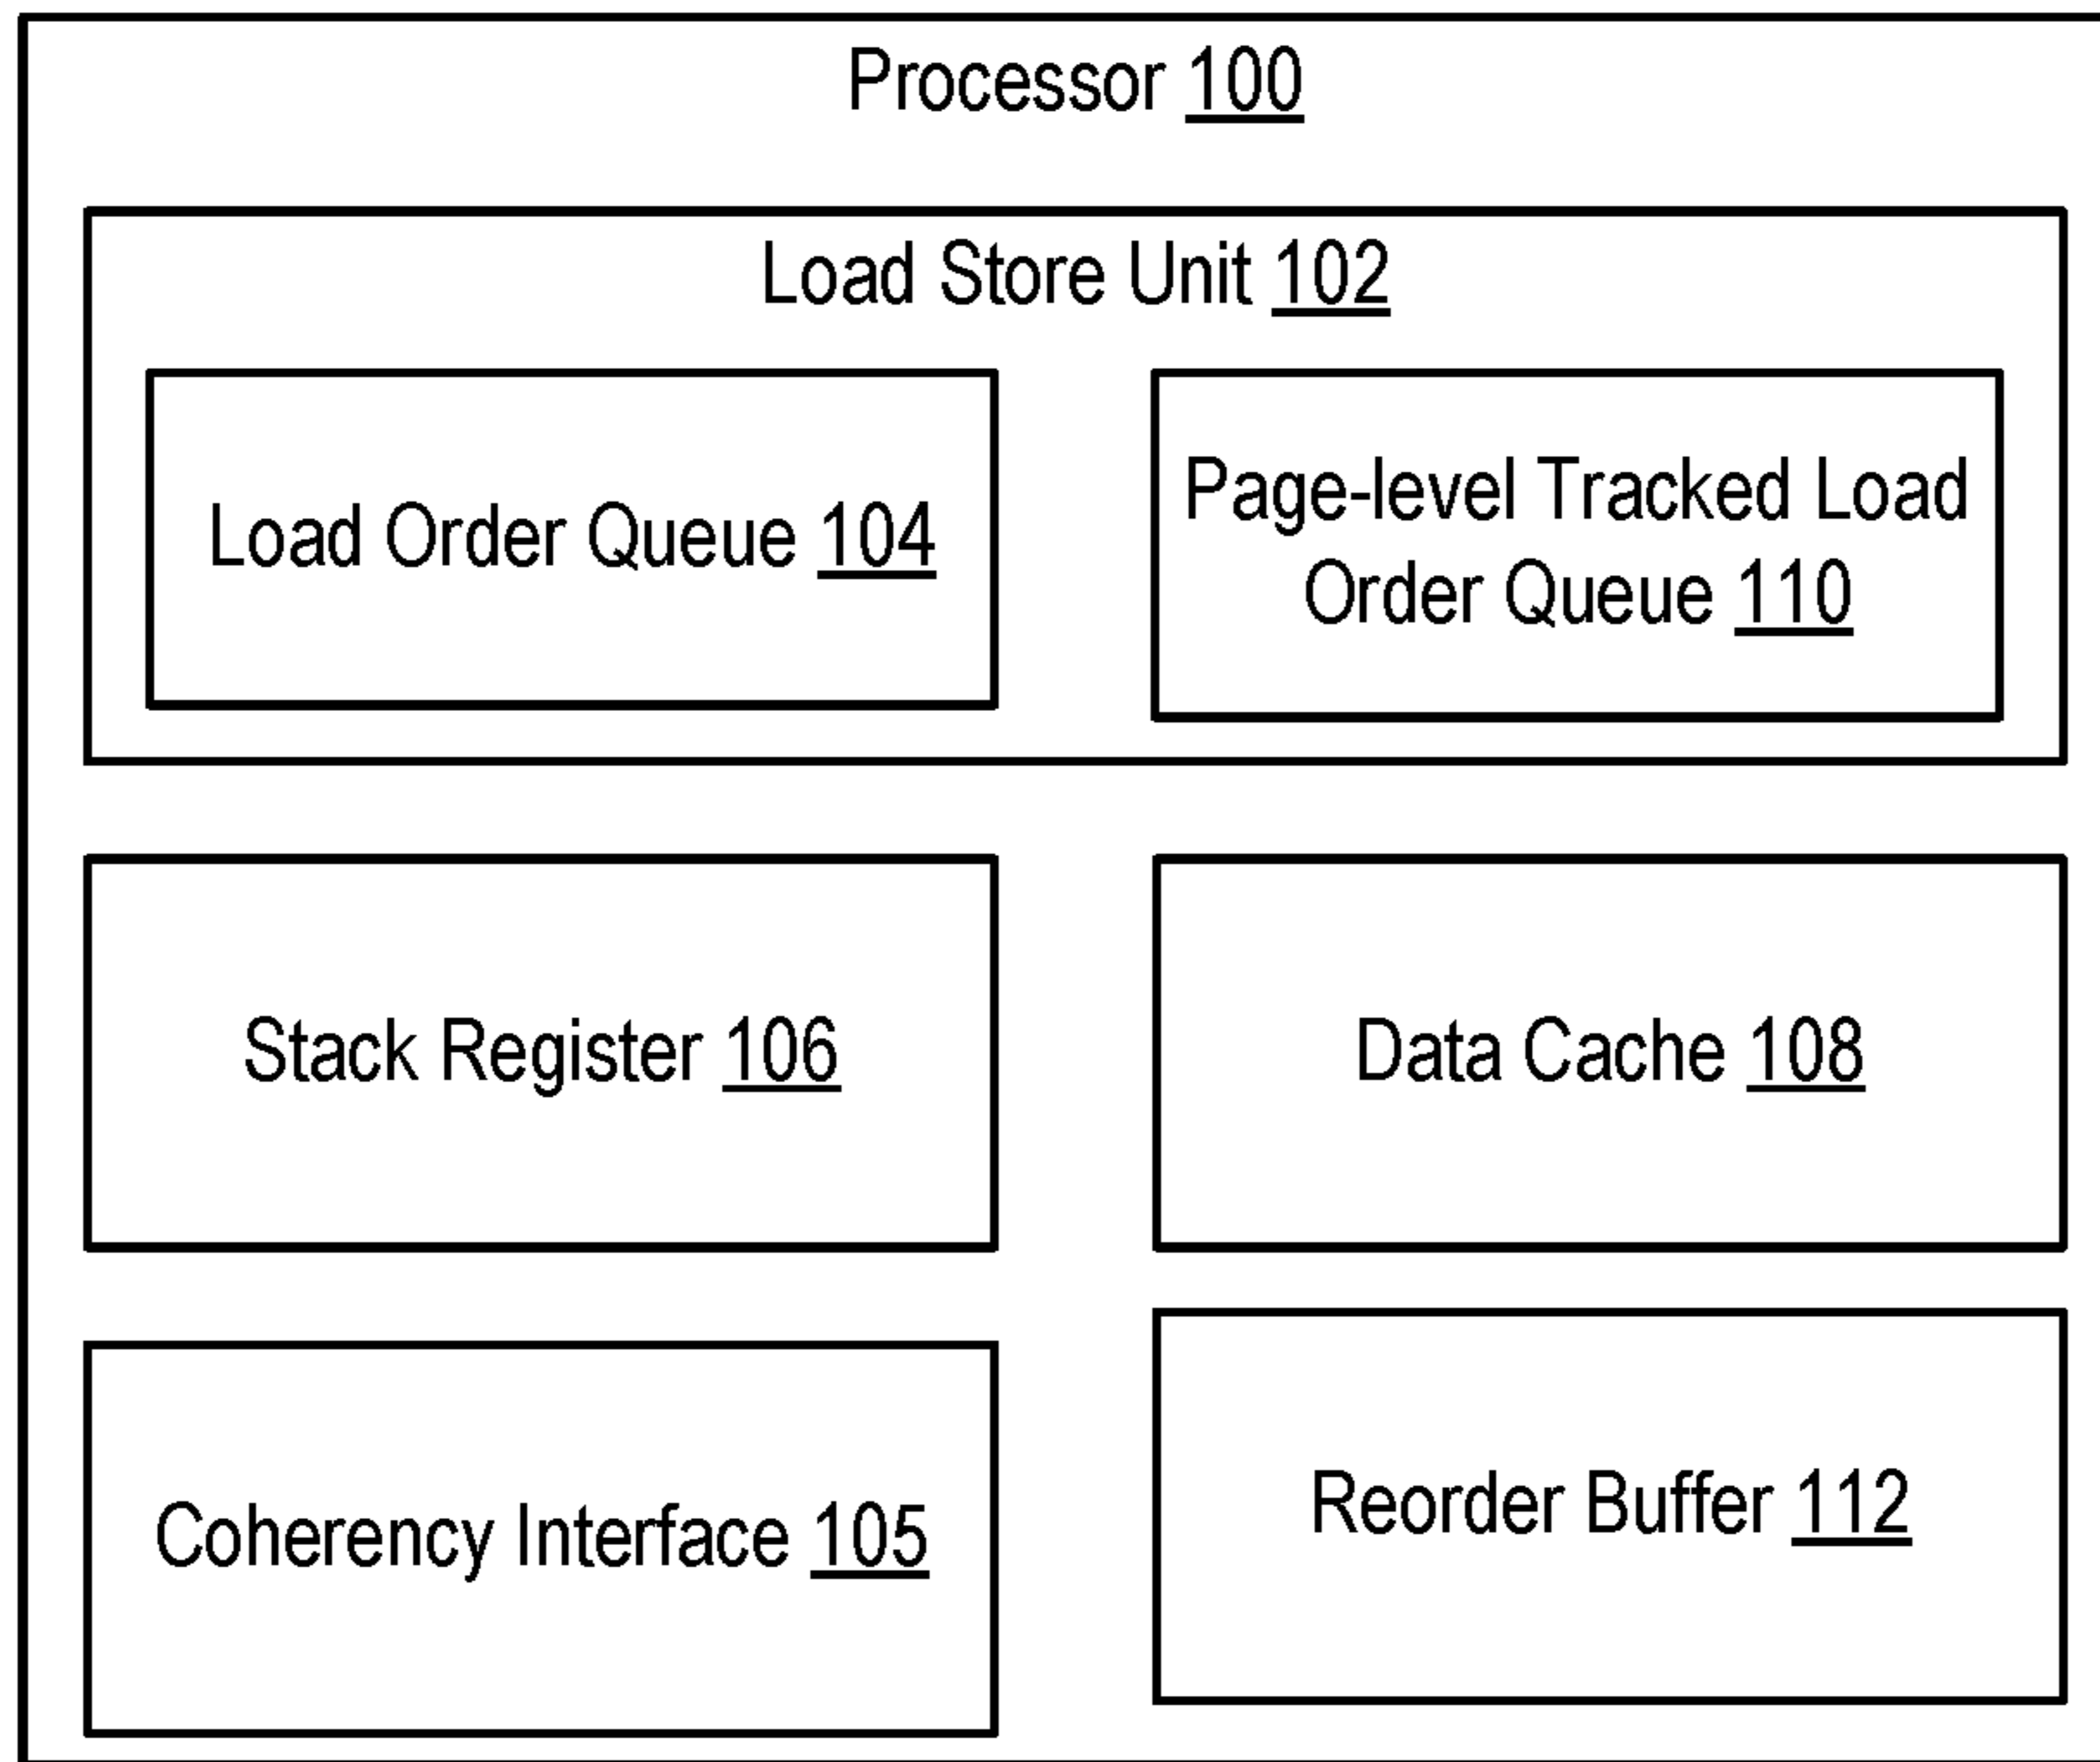 Processor 100
Load Store Unit 102
Load Order Queue 104
Page-level Tracked Load
Order Queue 110
Stack Register 106
Data Cache 108
Coherency Interface 105
Reorder Buffer 112